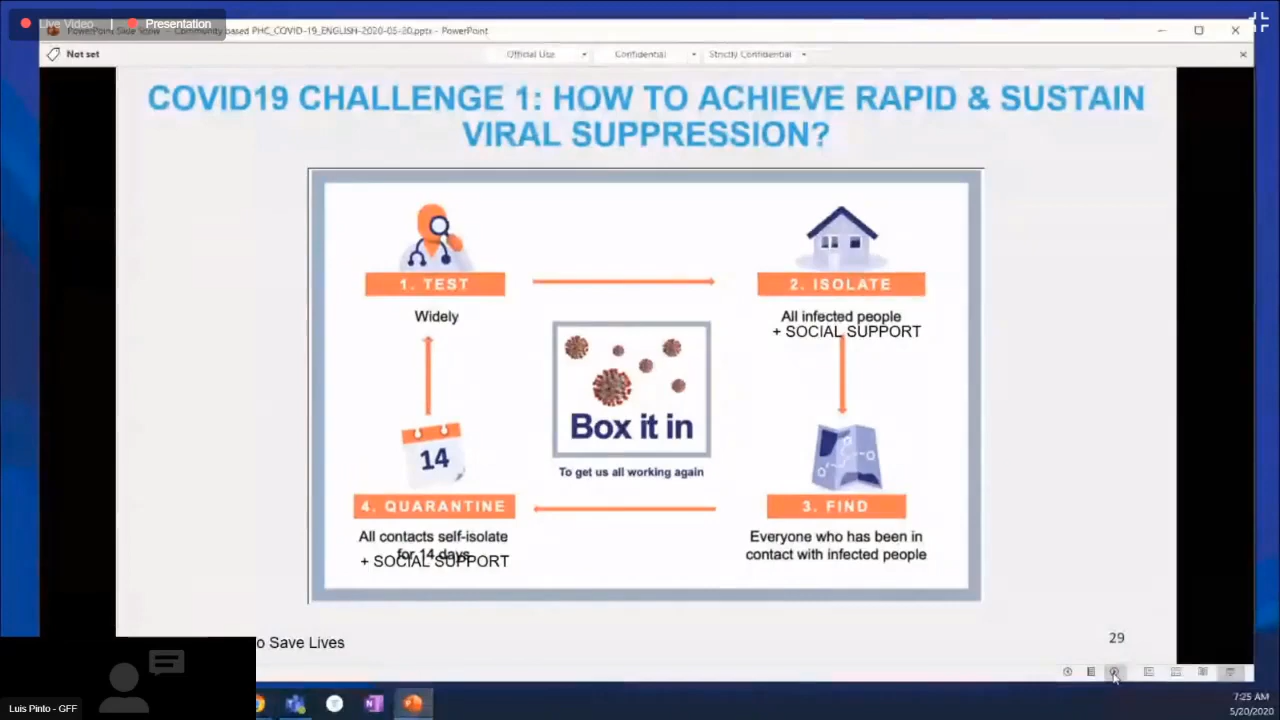 Live Video | Presentation
PowerPoint Slide Show - Community based PHC_COVID-19_ENGLISH-2020-05-20.pptx - PowerPoint
Not set
Official Use
Confidential
Strictly Confidential
COVID19 CHALLENGE 1: HOW TO ACHIEVE RAPID & SUSTAIN
VIRAL SUPPRESSION?
1. TEST
Widely
2. ISOLATE
All infected people
+ SOCIAL SUPPORT
Box it in
To get us all working again
14
4. QUARANTINE
All contacts self-isolate
for 14 days
+ SOCIAL SUPPORT
3. FIND
Everyone who has been in
contact with infected people
o Save Lives
29
Luis Pinto - GFF
7:25 AM
5/20/2020